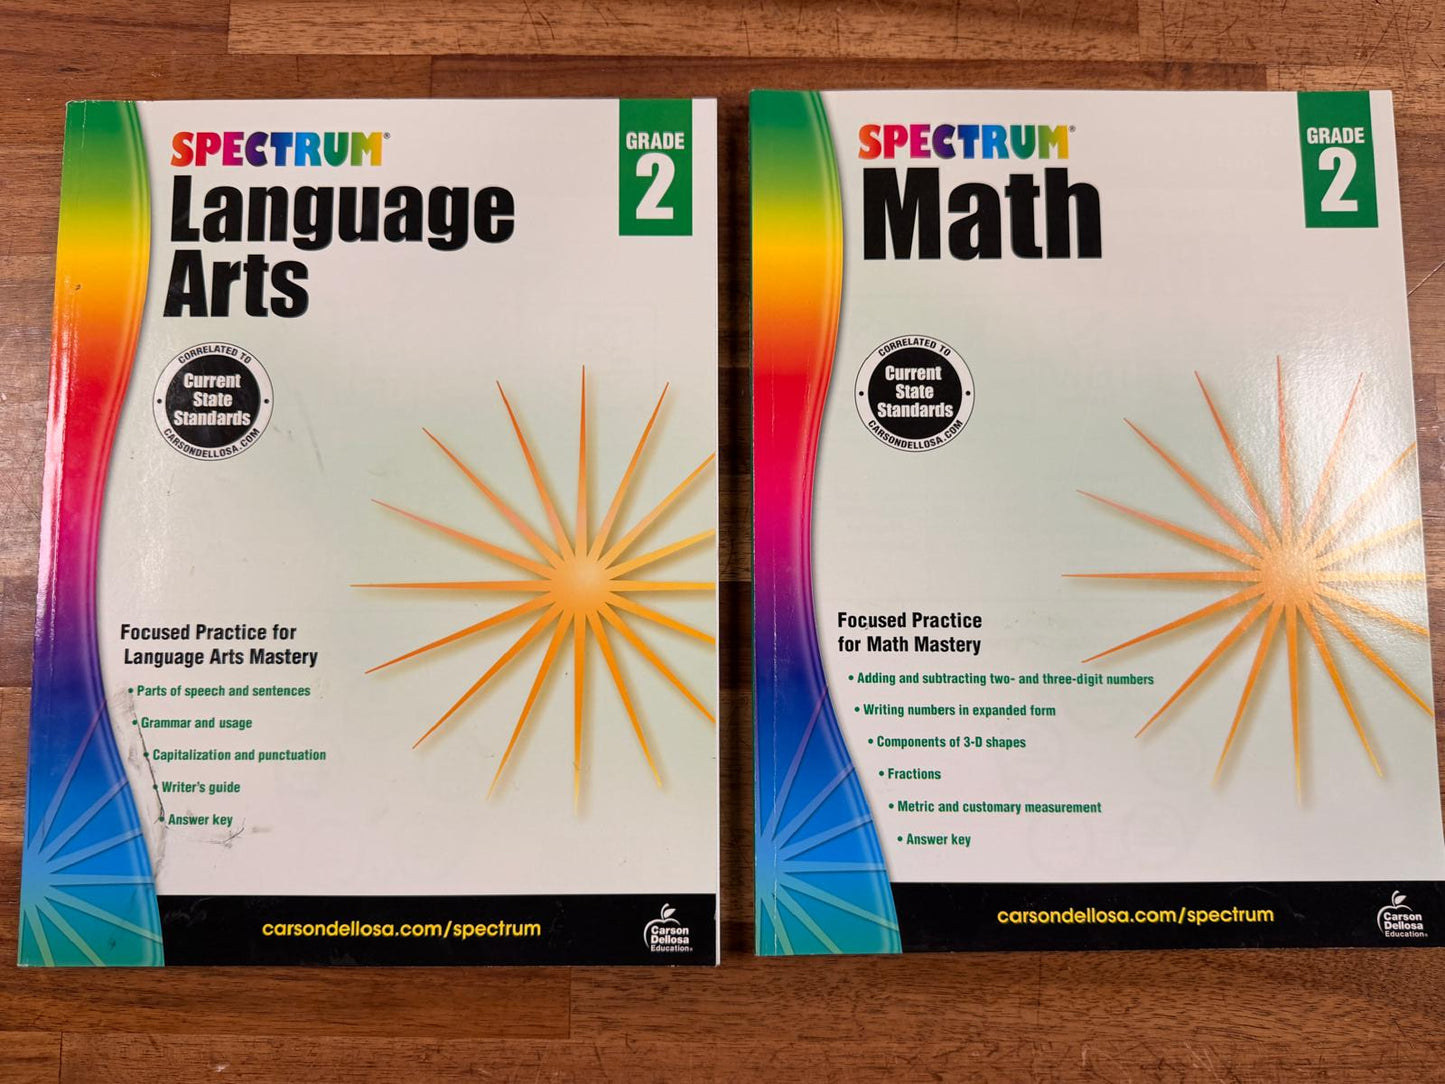 SPECTRUM®
Language
Arts
GRADE
2
CORRELATED TO
Current
State
Standards
CARSONDELLOSA.COM
Focused Practice for
Language Arts Mastery
• Parts of speech and sentences
• Grammar and usage
• Capitalization and punctuation
• Writer's guide
• Answer key
carsondellosa.com/spectrum
Carson
Dellosa
Education®
SPECTRUM®
Math
GRADE
2
CORRELATED TO
Current
State
Standards
CARSONDELLOSA.COM
Focused Practice
for Math Mastery
• Adding and subtracting two- and three-digit numbers
• Writing numbers in expanded form
• Components of 3-D shapes
• Fractions
• Metric and customary measurement
• Answer key
carsondellosa.com/spectrum
Carson
Dellosa
Education®